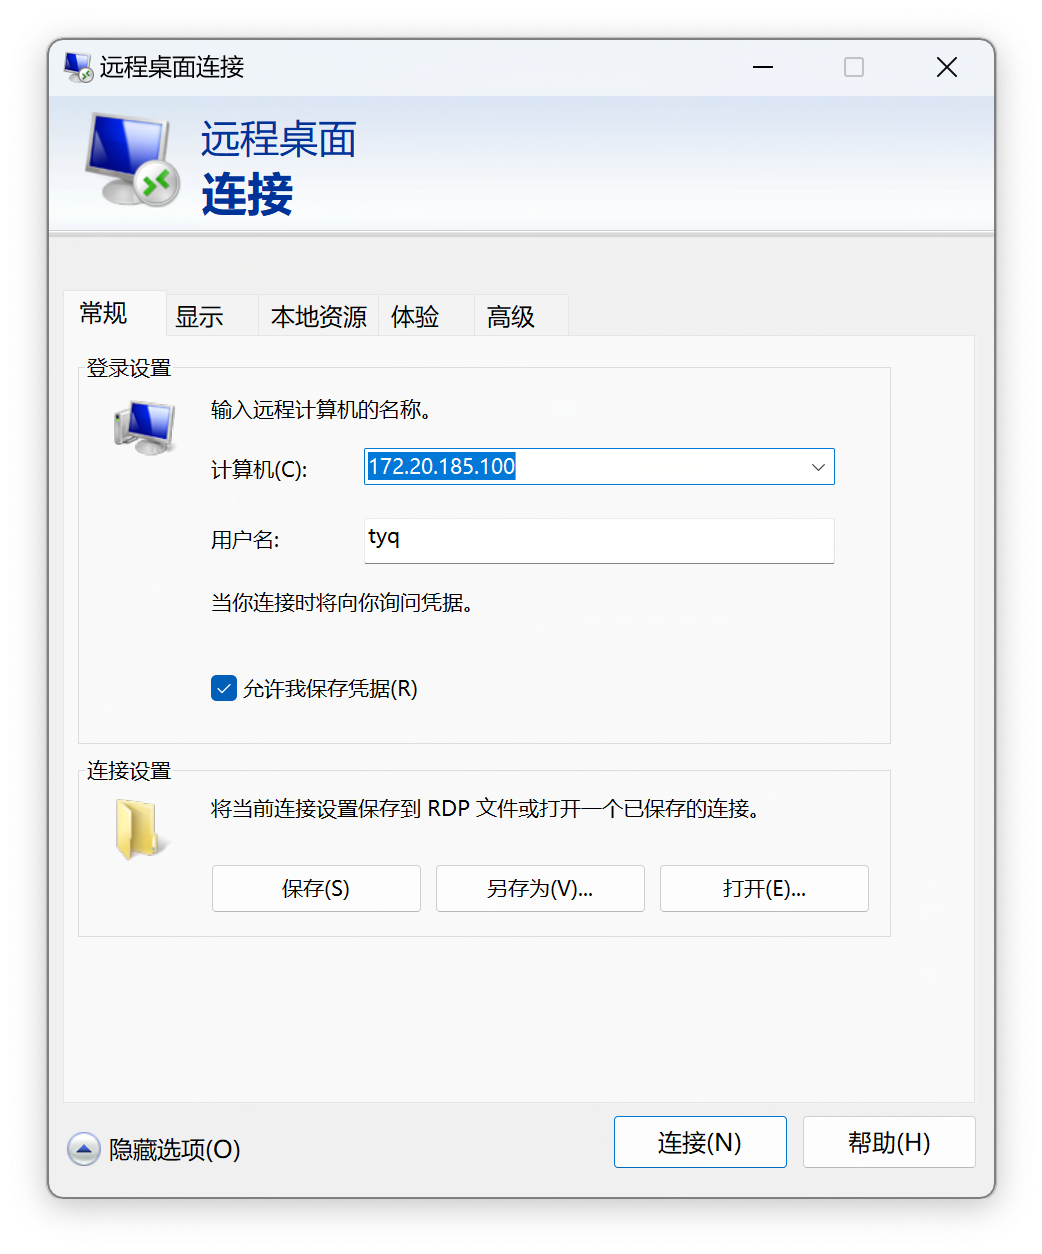 远程桌面连接
远程桌面
连接
常规
显示
本地资源
体验
高级
登录设置
输入远程计算机的名称。
计算机(C):
172.20.185.100
用户名:
tyq
当你连接时将向你询问凭据。
允许我保存凭据(R)
连接设置
将当前连接设置保存到 RDP 文件或打开一个已保存的连接。
保存(S)
另存为(V)...
打开(E)...
隐藏选项(O)
连接(N)
帮助(H)